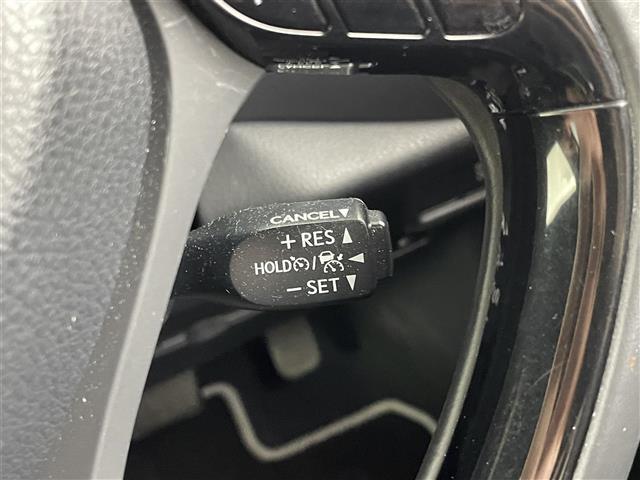 CANCEL▼
+ RES ▲
HOLD / ◄
− SET ▼